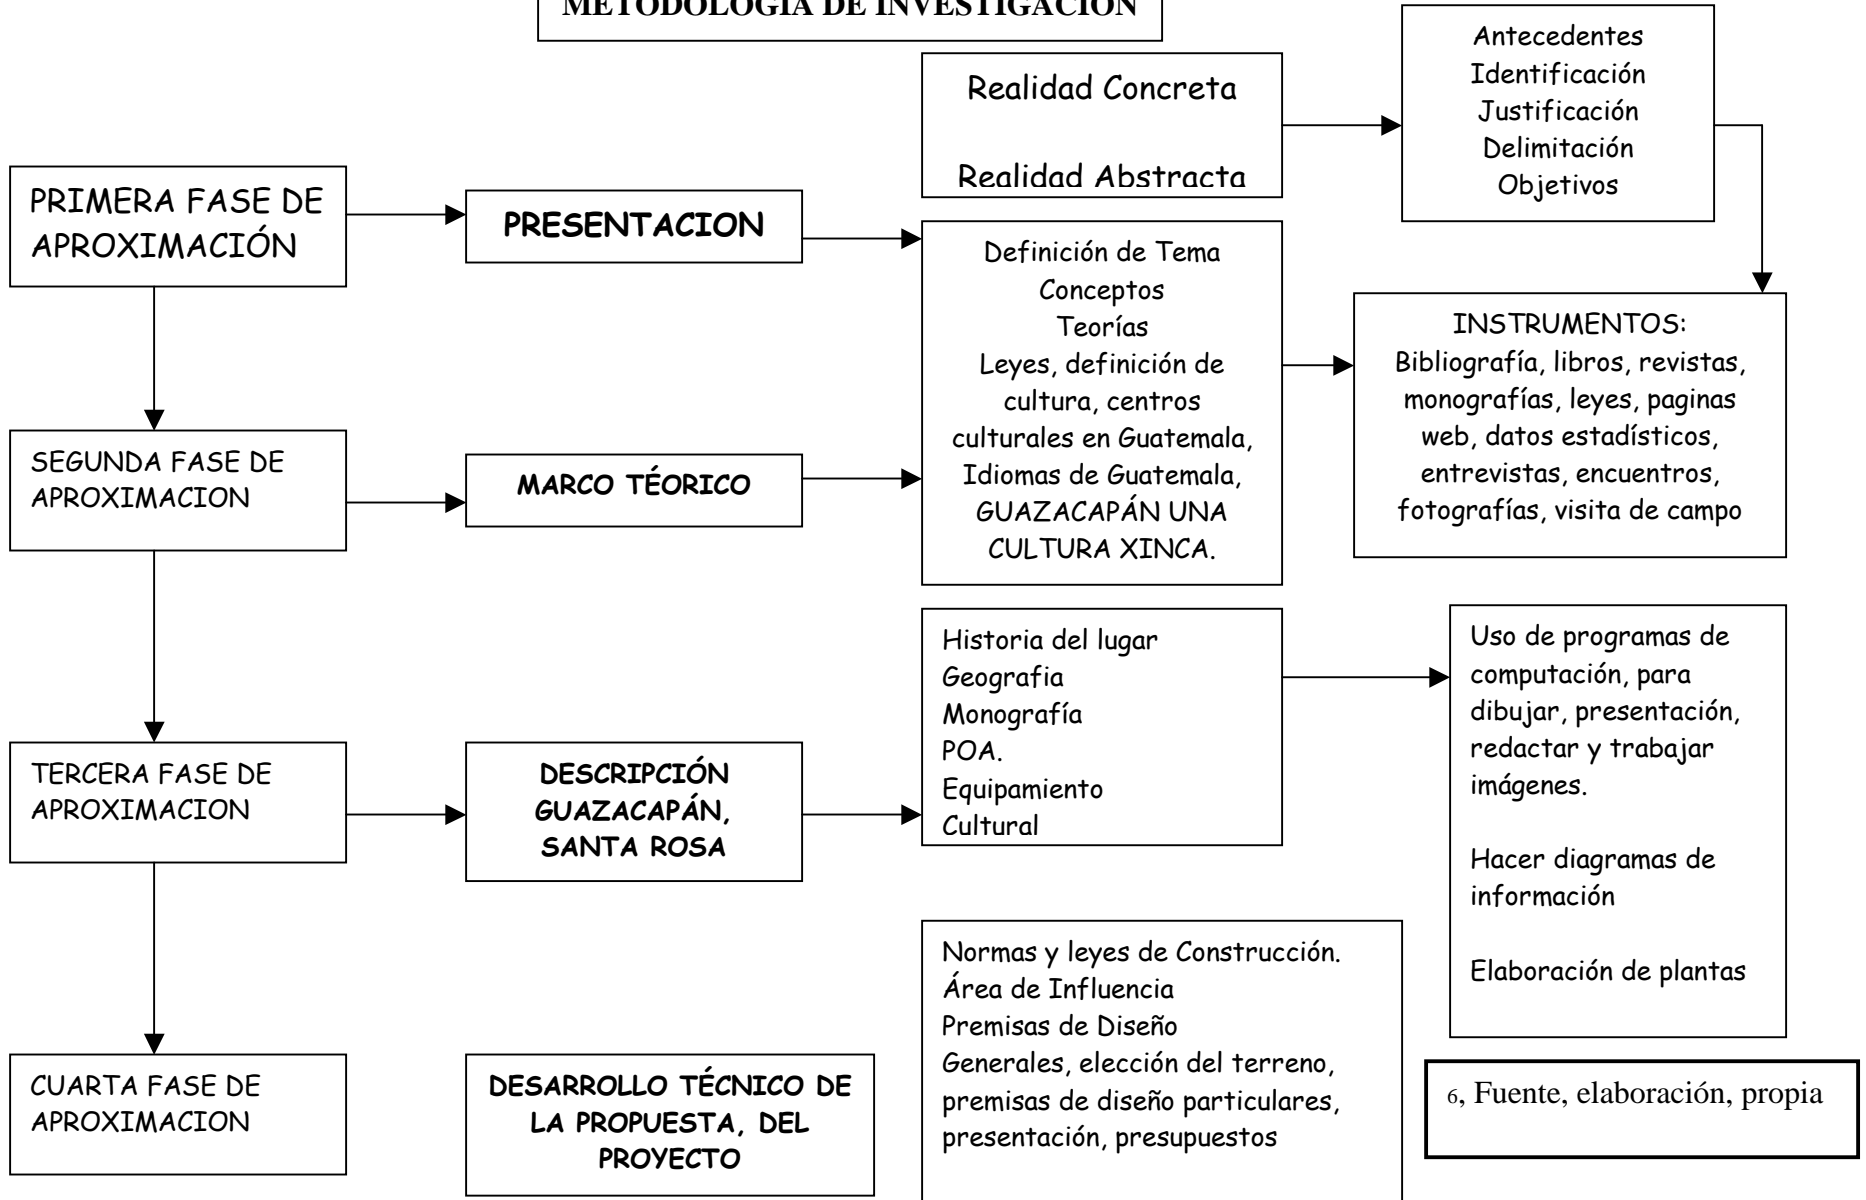 METODOLOGÍA DE INVESTIGACIÓN
Realidad Concreta
Realidad Abstracta
Antecedentes
Identificación
Justificación
Delimitación
Objetivos
PRIMERA FASE DE
APROXIMACIÓN
PRESENTACION
Definición de Tema
Conceptos
Teorías
Leyes, definición de
cultura, centros
culturales en Guatemala,
Idiomas de Guatemala,
GUAZACAPÁN UNA
CULTURA XINCA.
INSTRUMENTOS:
Bibliografía, libros, revistas,
monografías, leyes, paginas
web, datos estadísticos,
entrevistas, encuentros,
fotografías, visita de campo
SEGUNDA FASE DE
APROXIMACION
MARCO TÉORICO
Historia del lugar
Geografia
Monografía
POA.
Equipamiento
Cultural
Uso de programas de
computación, para
dibujar, presentación,
redactar y trabajar
imágenes.
Hacer diagramas de
información
Elaboración de plantas
TERCERA FASE DE
APROXIMACION
DESCRIPCIÓN
GUAZACAPÁN,
SANTA ROSA
Normas y leyes de Construcción.
Área de Influencia
Premisas de Diseño
Generales, elección del terreno,
premisas de diseño particulares,
presentación, presupuestos
CUARTA FASE DE
APROXIMACION
DESARROLLO TÉCNICO DE
LA PROPUESTA, DEL
PROYECTO
6, Fuente, elaboración, propia